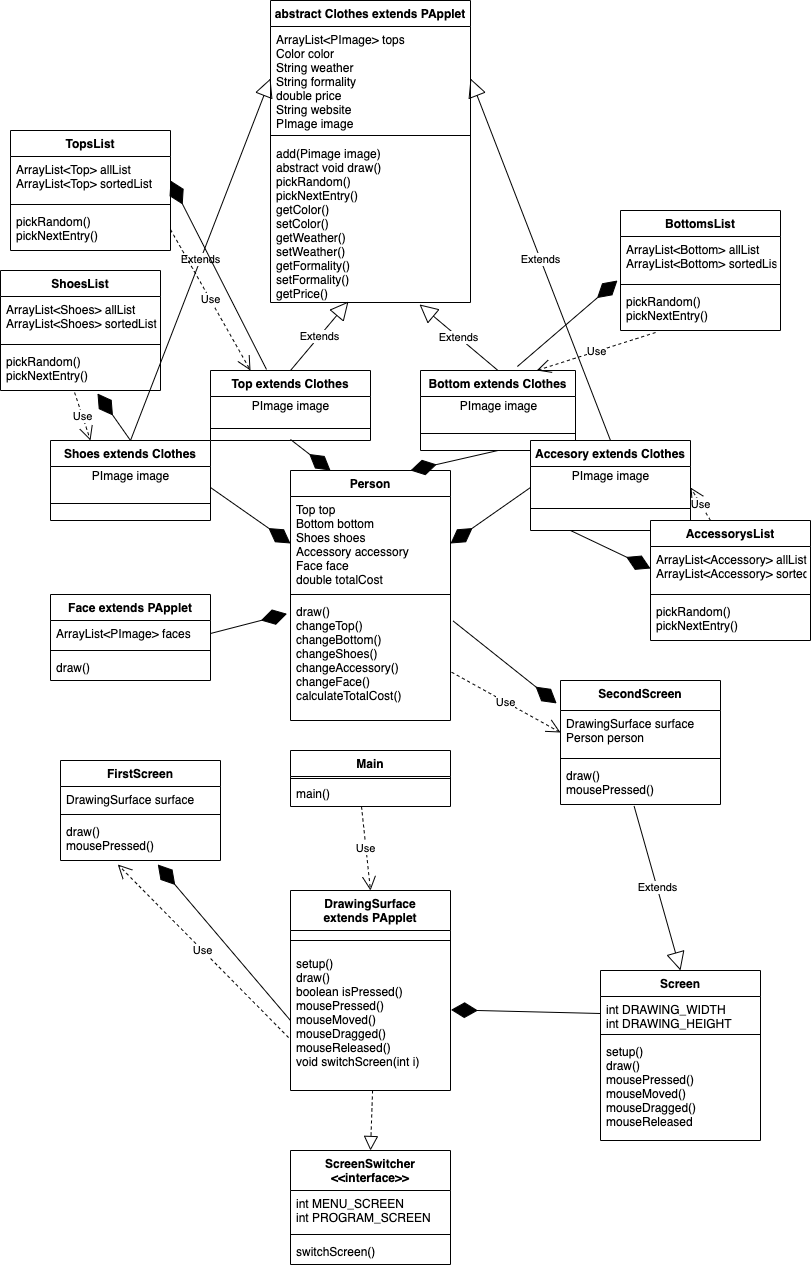 abstract Clothes extends PApplet
ArrayList<PImage> tops
Color color
String weather
String formality
double price
String website
PImage image
add(Pimage image)
abstract void draw()
pickRandom()
pickNextEntry()
getColor()
setColor()
getWeather()
setWeather()
getFormality()
setFormality()
getPrice()
TopsList
ArrayList<Top> allList
ArrayList<Top> sortedList
pickRandom()
pickNextEntry()
BottomsList
ArrayList<Bottom> allList
ArrayList<Bottom> sortedLis
pickRandom()
pickNextEntry()
ShoesList
ArrayList<Shoes> allList
ArrayList<Shoes> sortedList
pickRandom()
pickNextEntry()
Extends
Extends
Use
Extends
Extends
Use
Use
Top extends Clothes
PImage image
Bottom extends Clothes
PImage image
Shoes extends Clothes
PImage image
Accesory extends Clothes
PImage image
Use
AccessorysList
ArrayList<Accessory> allList
ArrayList<Accessory> sorted
pickRandom()
pickNextEntry()
Person
Top top
Bottom bottom
Shoes shoes
Accessory accessory
Face face
double totalCost
draw()
changeTop()
changeBottom()
changeShoes()
changeAccessory()
changeFace()
calculateTotalCost()
Face extends PApplet
ArrayList<PImage> faces
draw()
Use
SecondScreen
DrawingSurface surface
Person person
draw()
mousePressed()
FirstScreen
DrawingSurface surface
draw()
mousePressed()
Main
main()
Use
Extends
Use
DrawingSurface
extends PApplet
setup()
draw()
boolean isPressed()
mousePressed()
mouseMoved()
mouseDragged()
mouseReleased()
void switchScreen(int i)
Screen
int DRAWING_WIDTH
int DRAWING_HEIGHT
setup()
draw()
mousePressed()
mouseMoved()
mouseDragged()
mouseReleased
ScreenSwitcher
<<interface>>
int MENU_SCREEN
int PROGRAM_SCREEN
switchScreen()